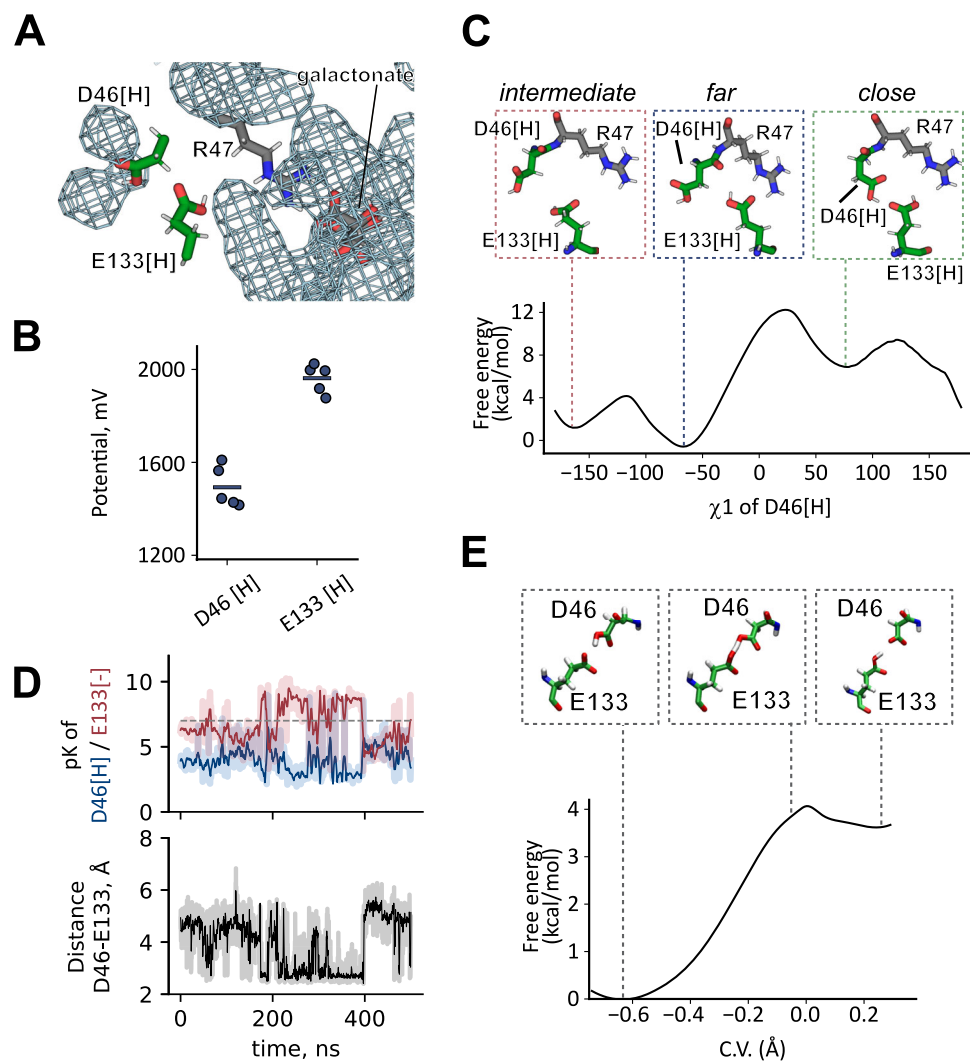 A
D46[H]
galactonate
R47
E133[H]
B
Potential, mV
2000
1600
1200
D46 [H]
E133 [H]
C
intermediate
far
close
D46[H]
R47
E133[H]
D46[H]
R47
E133[H]
R47
D46[H]
E133[H]
Free energy
(kcal/mol)
12
8
4
0
−150
−100
−50
0
50
100
150
χ1 of D46[H]
D
pK of
D46[H] / E133[-]
10
5
0
Distance
D46-E133, Å
8
6
4
2
0
200
400
time, ns
E
D46
E133
D46
E133
D46
E133
Free energy
(kcal/mol)
4
3
2
1
0
−0.6
−0.4
−0.2
0.0
0.2
C.V. (Å)